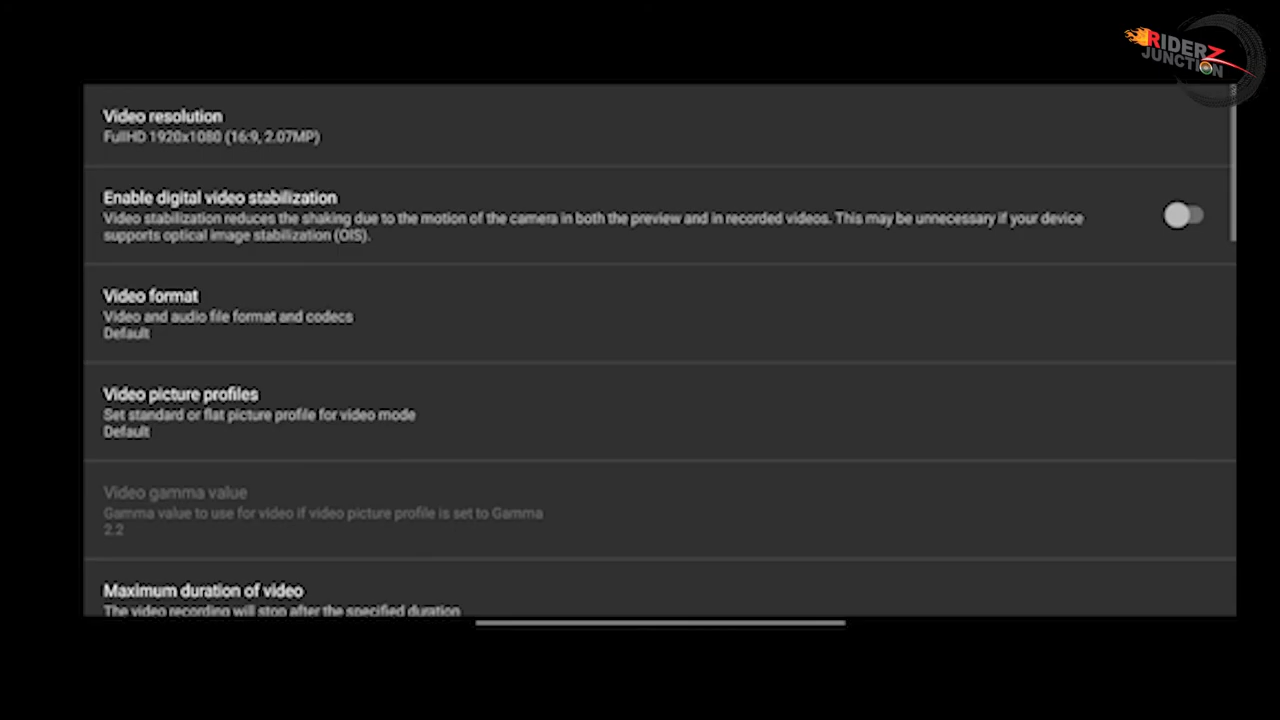 RIDERZ
JUNCTION
Video resolution
FullHD 1920x1080 (16:9, 2.07MP)
Enable digital video stabilization
Video stabilization reduces the shaking due to the motion of the camera in both the preview and in recorded videos. This may be unnecessary if your device
supports optical image stabilization (OIS).
Video format
Video and audio file format and codecs
Default
Video picture profiles
Set standard or flat picture profile for video mode
Default
Video gamma value
Gamma value to use for video if video picture profile is set to Gamma
2.2
Maximum duration of video
The video recording will stop after the specified duration